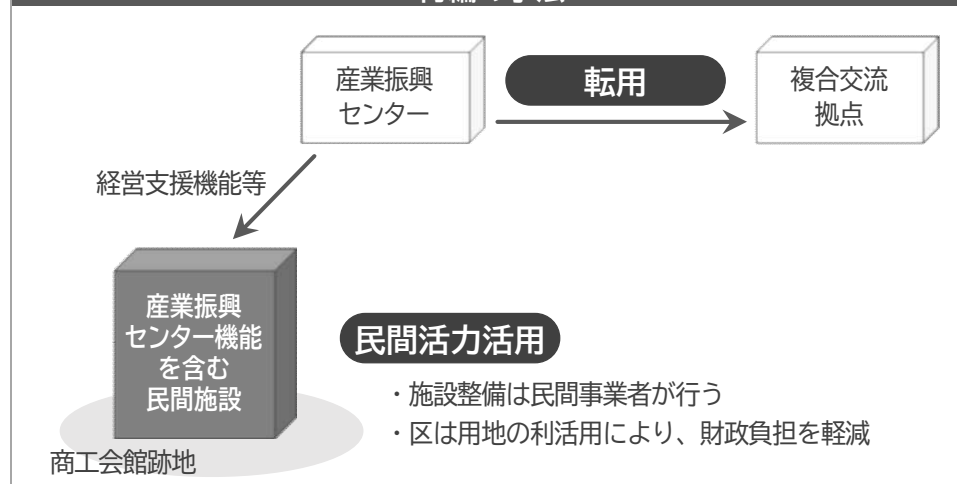 産業振興
センター
転用
複合交流
拠点
経営支援機能等
産業振興
センター機能
を含む
民間施設
商工会館跡地
民間活力活用
・施設整備は民間事業者が行う
・区は用地の利活用により、財政負担を軽減